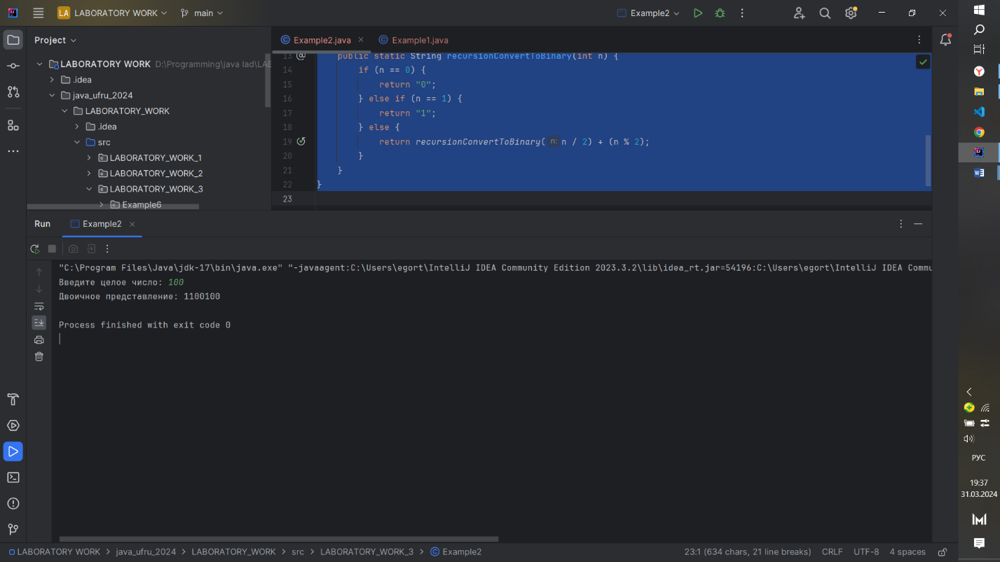 LA LABORATORY WORK main Example2
Project
Example2.java Example1.java
LABORATORY WORK D:\Programming\java lad\LAB
.idea
java_ufru_2024
LABORATORY_WORK
.idea
src
LABORATORY_WORK_1
LABORATORY_WORK_2
LABORATORY_WORK_3
Example6
13 @ public static String recursionConvertToBinary(int n) {
14 if (n == 0) {
15 return "0";
16 } else if (n == 1) {
17 return "1";
18 } else {
19 return recursionConvertToBinary( n: n / 2) + (n % 2);
20 }
21 }
22 }
23
Run Example2
"C:\Program Files\Java\jdk-17\bin\java.exe" "-javaagent:C:\Users\egort\IntelliJ IDEA Community Edition 2023.3.2\lib\idea_rt.jar=54196:C:\Users\egort\IntelliJ IDEA Commu
Введите целое число: 100
Двоичное представление: 1100100
Process finished with exit code 0
LABORATORY WORK > java_ufru_2024 > LABORATORY_WORK > src > LABORATORY_WORK_3 > Example2
23:1 (634 chars, 21 line breaks) CRLF UTF-8 4 spaces
РУС
19:37
31.03.2024